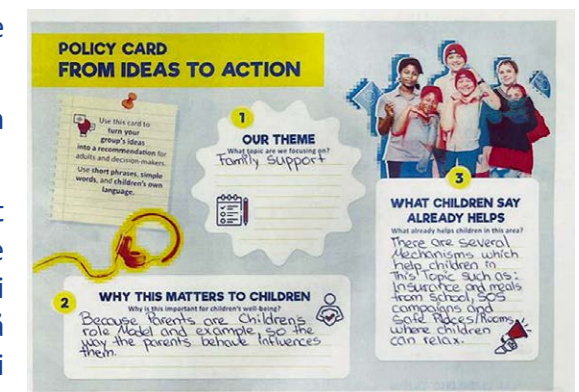 POLICY CARD
FROM IDEAS TO ACTION
Use this card to
turn your
group's ideas
into a recommendation for
adults and decision-makers.
Use short phrases, simple
words, and children's own
language.
1
OUR THEME
What topic are we focusing on?
Family Support
2
WHY THIS MATTERS TO CHILDREN
Why is this important for children's well-being?
Because Parents are Children's
role Model and example, so the
way the parents behave influences
them.
3
WHAT CHILDREN SAY
ALREADY HELPS
What already helps children in this area?
There are several
Mechanisms which
help children in
This Topic such as:
Insurance and meals
from School, SOS
campaigns and
Safe Places/Rooms
where children
can relax.